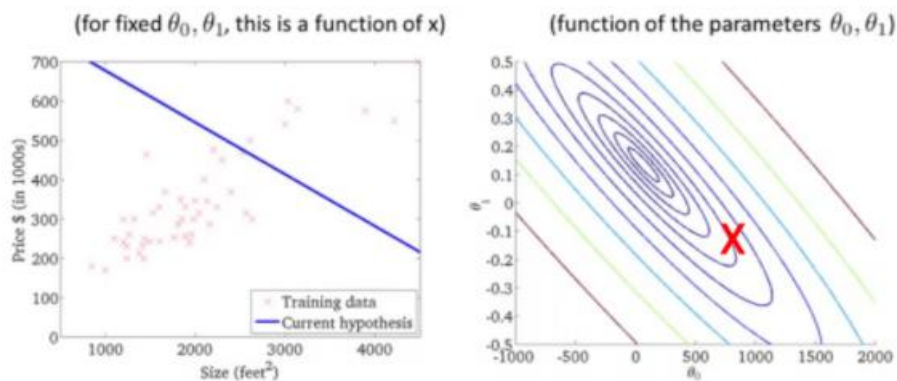 (for fixed θ₀, θ₁, this is a function of x)
(function of the parameters θ₀, θ₁)
700
600
500
400
300
200
100
0
Price $ (in 1000s)
1000 2000 3000 4000
Size (feet²)
Training data
Current hypothesis
0.5
0.4
0.3
0.2
0.1
0
-0.1
-0.2
-0.3
-0.4
-0.5
θ₁
-1000 -500 0 500 1000 1500 2000
θ₀
X